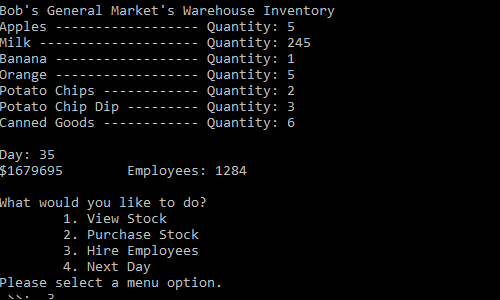 Bob's General Market's Warehouse Inventory
Apples ------------------ Quantity: 5
Milk -------------------- Quantity: 245
Banana ------------------ Quantity: 1
Orange ------------------ Quantity: 5
Potato Chips ------------ Quantity: 2
Potato Chip Dip --------- Quantity: 3
Canned Goods ------------ Quantity: 6
Day: 35
$1679695 Employees: 1284
What would you like to do?
1. View Stock
2. Purchase Stock
3. Hire Employees
4. Next Day
Please select a menu option.
>>: 3